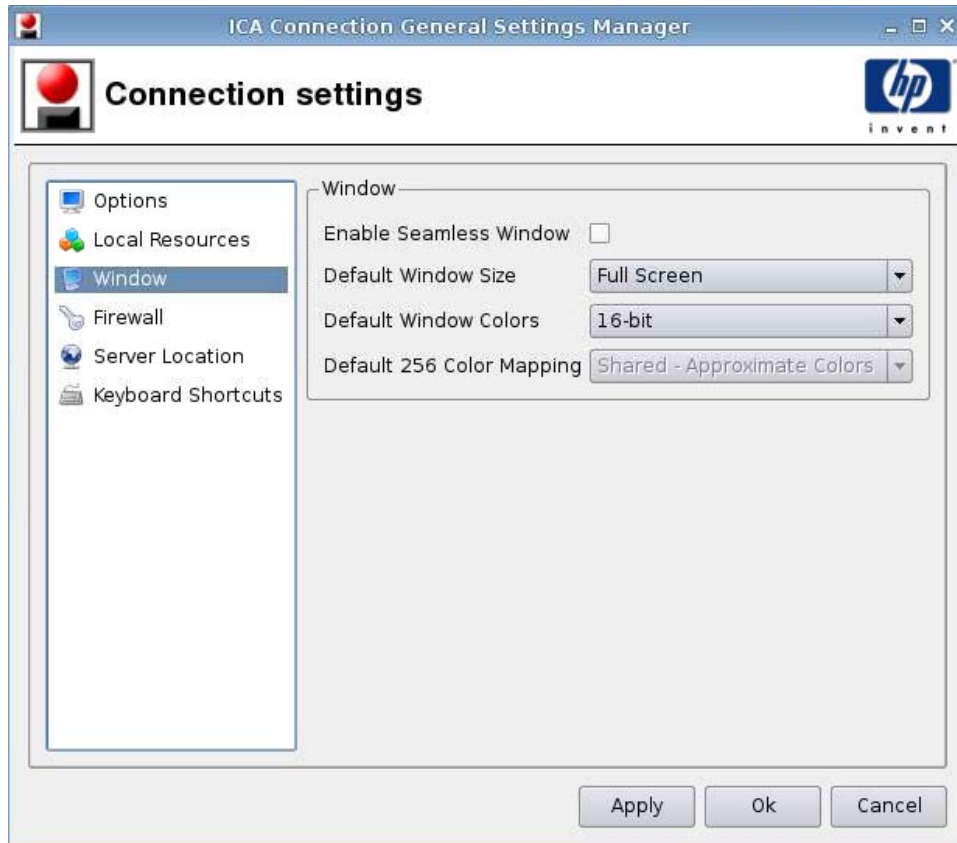 ICA Connection General Settings Manager
Connection settings
hp
invent
Options
Local Resources
Window
Firewall
Server Location
Keyboard Shortcuts
Window
Enable Seamless Window
Default Window Size Full Screen
Default Window Colors 16-bit
Default 256 Color Mapping Shared - Approximate Colors
Apply Ok Cancel